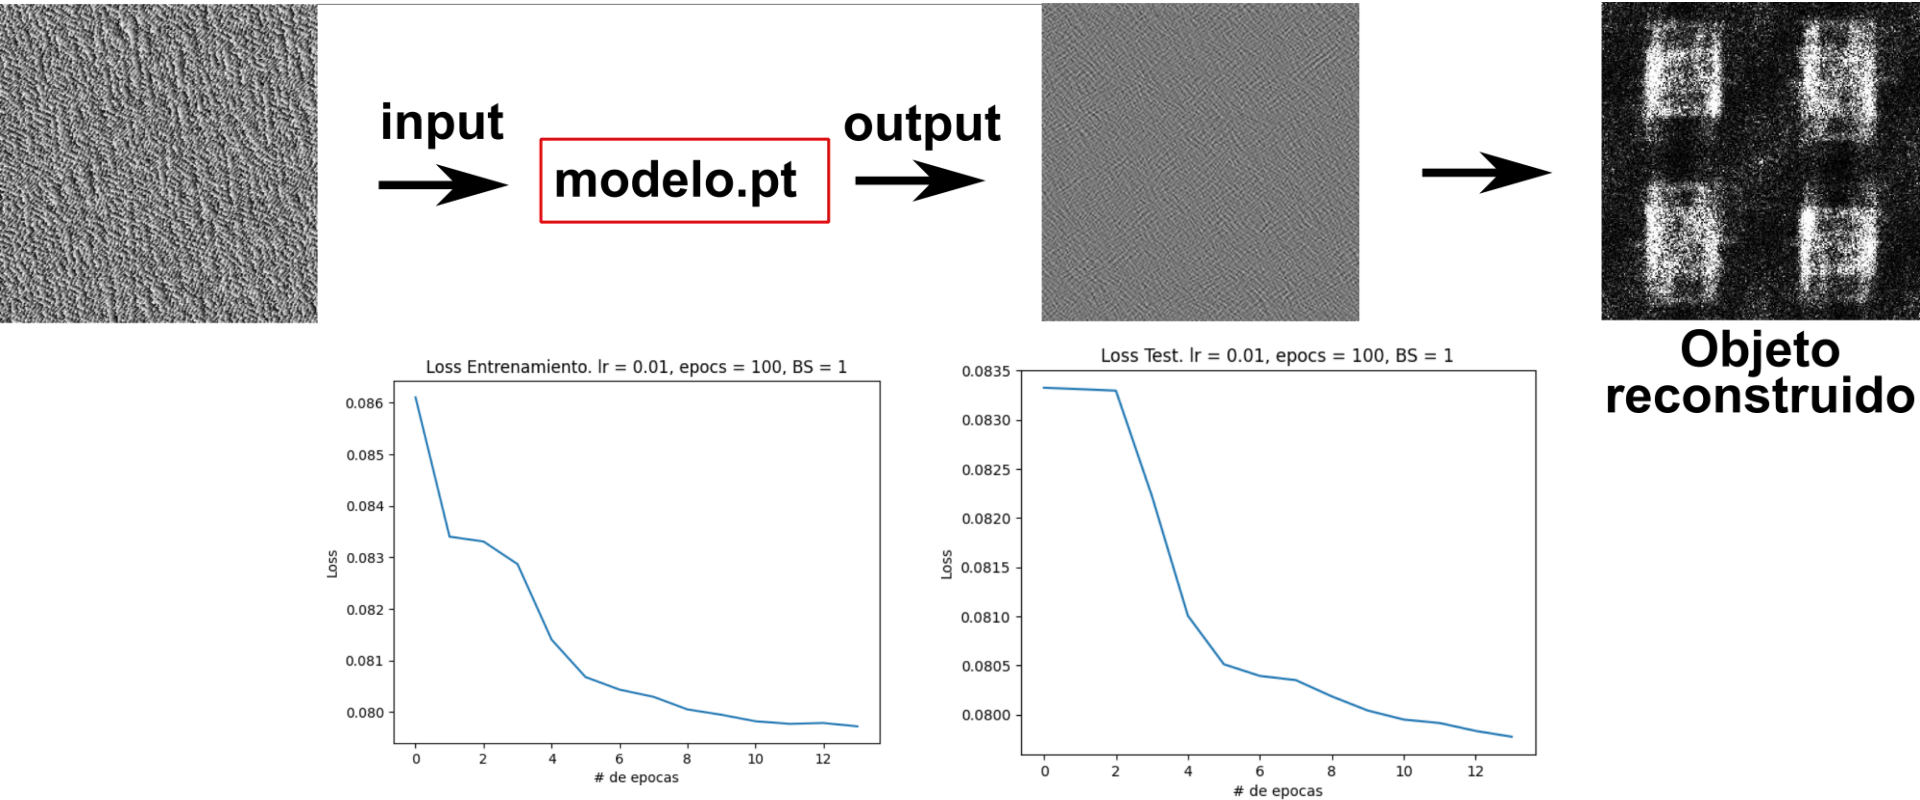 input
modelo.pt
output
Objeto
reconstruido
Loss Entrenamiento. lr = 0.01, epocs = 100, BS = 1
0.086
0.085
0.084
0.083
0.082
0.081
0.080
Loss
0 2 4 6 8 10 12
# de epocas
Loss Test. lr = 0.01, epocs = 100, BS = 1
0.0835
0.0830
0.0825
0.0820
0.0815
0.0810
0.0805
0.0800
Loss
0 2 4 6 8 10 12
# de epocas